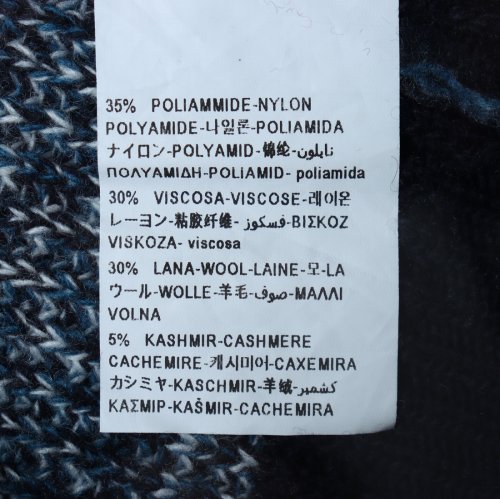 35% POLIAMMIDE-NYLON
POLYAMIDE-나일론-POLIAMIDA
ナイロン-POLYAMID-锦纶-نايلون
ΠΟΛΥΑΜΙΔΗ-POLIAMID- poliamida
30% VISCOSA-VISCOSE-레이온
レーヨン-粘胶纤维-فسكوز-ΒΙΣΚΟΖ
VISKOZA- viscosa
30% LANA-WOOL-LAINE-모-LA
ウール-WOLLE-羊毛-صوف-ΜΑΛΛΙ
VOLNA
5% KASHMIR-CASHMERE
CACHEMIRE-캐시미어-CAXEMIRA
カシミヤ-KASCHMIR-羊绒-كشمير
ΚΑΣΜΙΡ-KAŠMIR-CACHEMIRA